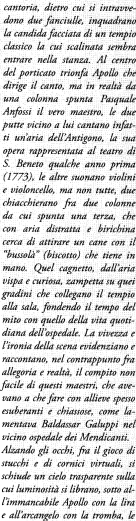 cantoria, dietro cui si intravve-
dono due fanciulle, inquadrano
la candida facciata di un tempio
classico la cui scalinata sembra
entrare nella stanza. Al centro
del porticato trionfa Apollo che
dirige il canto, ma in realtà da
una colonna spunta Pasquale
Anfossi il vero maestro, le due
putte vicino a lui cantano infat-
ti un'aria dell'Antigono, la sua
opera rappresentata al teatro di
S. Beneto qualche anno prima
(1773), le altre suonano violini
e violoncello, ma non tutte, due
chiacchierano fra due colonne
da cui spunta una terza, che
con aria distratta e birichina
cerca di attirare un cane con il
"bussolà" (biscotto) che tiene in
mano. Quel cagnetto, dall'aria
vispa e curiosa, zampetta su quei
gradini che collegano il tempio
alla sala, fondendo il tempo del
mito con quello della vita quoti-
diana dell'ospedale. La vivezza e
l'ironia della scena evidenziano e
raccontano, nel contrappunto fra
allegoria e realtà, il compito non
facile di questi maestri, che ave-
vano a che fare con allieve spesso
esuberanti e chiassose, come la-
mentava Baldassar Galuppi nel
vicino ospedale dei Mendicanti.
Alzando gli occhi, fra il gioco di
stucchi e di cornici virtuali, si
schiude un cielo trasparente sulla
cui luminosità si librano, sotto al-
l'immancabile Apollo con la lira
e all'arcangelo con la tromba, le